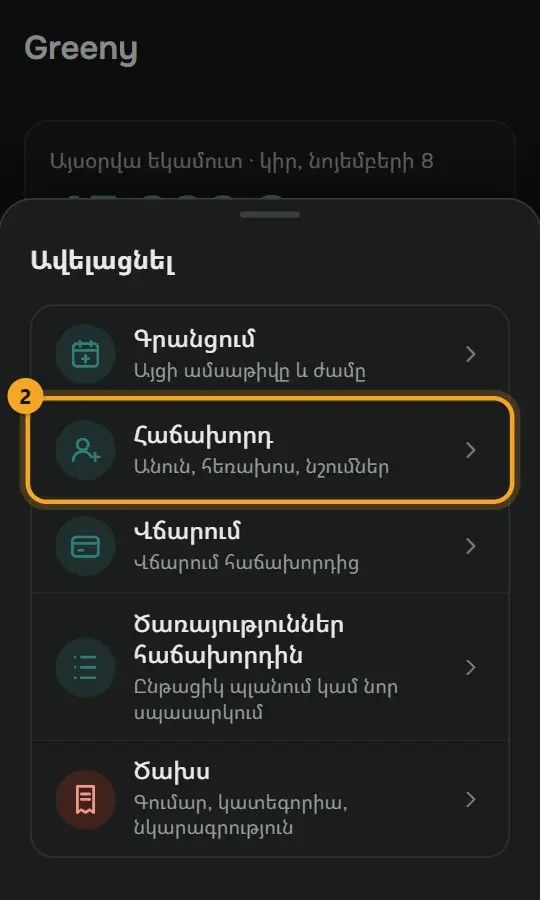 Greeny
Այսօրվա եկամուտ · կիր, նոյեմբերի 8
Ավելացնել
Գրանցում
Այցի ամսաթիվը և ժամը
2
Հաճախորդ
Անուն, հեռախոս, նշումներ
Վճարում
Վճարում հաճախորդից
Ծառայություններ
հաճախորդին
Ընթացիկ պլանում կամ նոր
սպասարկում
Ծախս
Գումար, կատեգորիա,
նկարագրություն